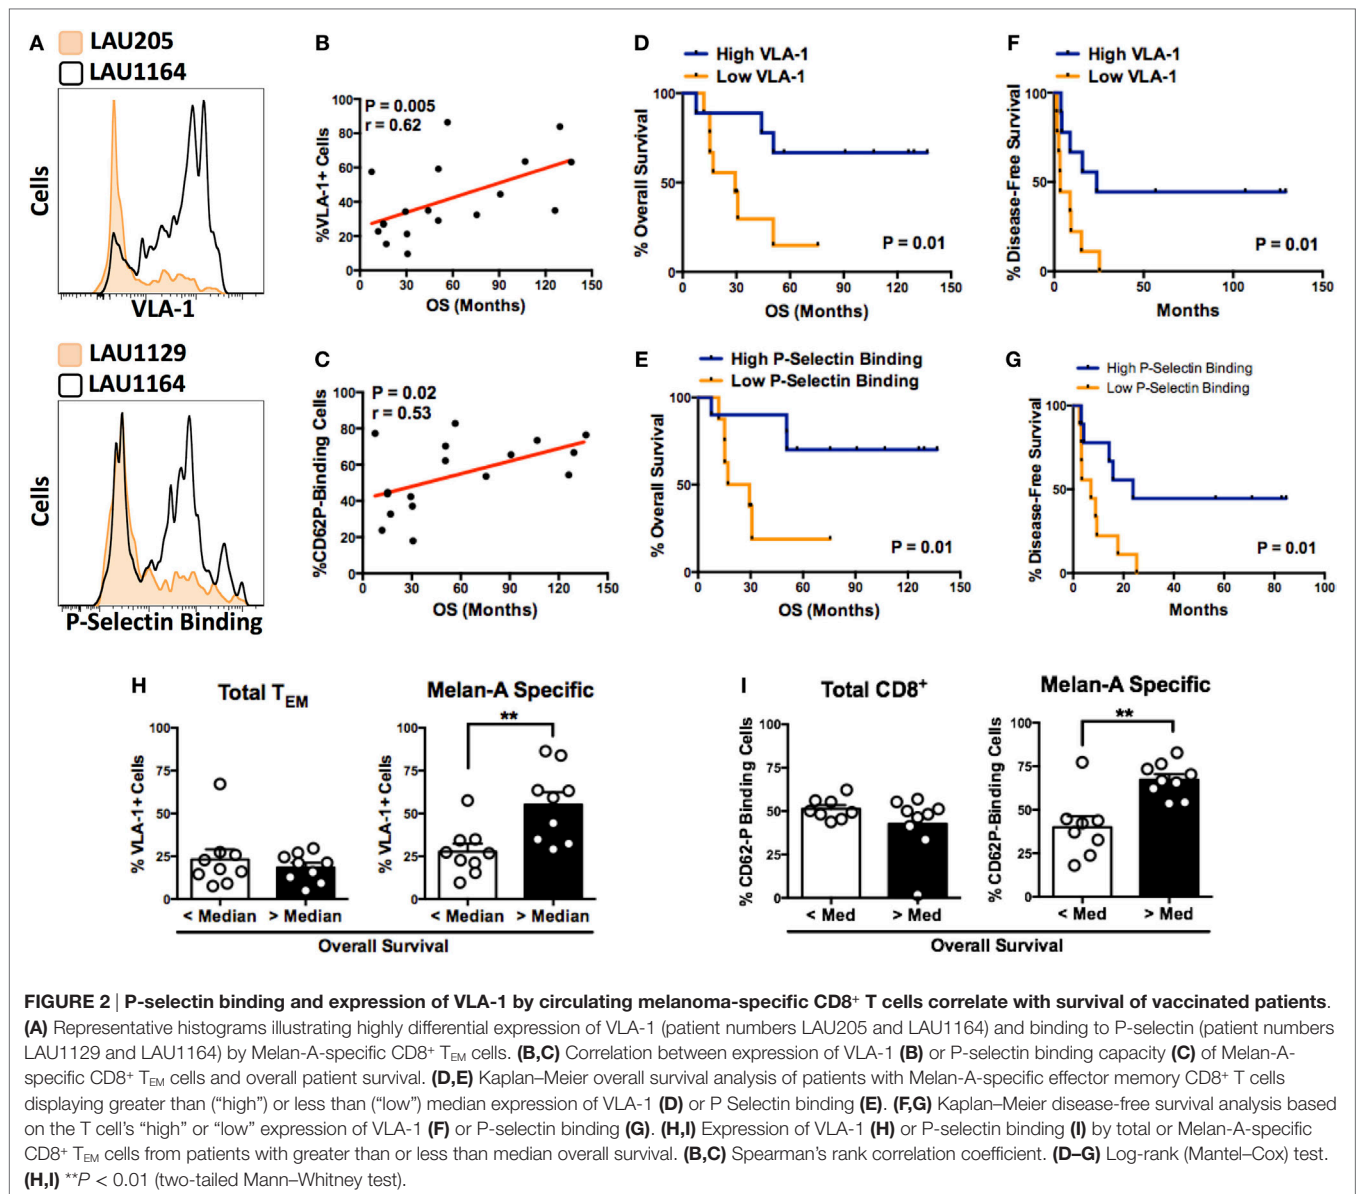 A
LAU205
LAU1164
Cells
VLA-1
LAU1129
LAU1164
Cells
P-Selectin Binding
B
P = 0.005
r = 0.62
%VLA-1+ Cells
100
80
60
40
20
0
0 30 60 90 120 150
OS (Months)
C
P = 0.02
r = 0.53
%CD62P-Binding Cells
100
80
60
40
20
0
0 30 60 90 120 150
OS (Months)
D
High VLA-1
Low VLA-1
% Overall Survival
100
50
0
P = 0.01
0 30 60 90 120 150
OS (Months)
E
High P-Selectin Binding
Low P-Selectin Binding
% Overall Survival
100
50
0
P = 0.01
0 30 60 90 120 150
OS (Months)
F
High VLA-1
Low VLA-1
% Disease-Free Survival
100
50
0
P = 0.01
0 50 100 150
Months
G
High P-Selectin Binding
Low P-Selectin Binding
% Disease-Free Survival
100
50
0
P = 0.01
0 20 40 60 80 100
Months
H
Total TEM
% VLA-1+ Cells
100
75
50
25
0
< Median > Median
Melan-A Specific
**
% VLA-1+ Cells
100
75
50
25
0
< Median > Median
Overall Survival
I
Total CD8+
% CD62-P Binding Cells
100
75
50
25
0
< Med > Med
Melan-A Specific
**
% CD62P-Binding Cells
100
75
50
25
0
< Med > Med
Overall Survival
FIGURE 2 | P-selectin binding and expression of VLA-1 by circulating melanoma-specific CD8+ T cells correlate with survival of vaccinated patients.
(A) Representative histograms illustrating highly differential expression of VLA-1 (patient numbers LAU205 and LAU1164) and binding to P-selectin (patient numbers
LAU1129 and LAU1164) by Melan-A-specific CD8+ TEM cells. (B,C) Correlation between expression of VLA-1 (B) or P-selectin binding capacity (C) of Melan-A-
specific CD8+ TEM cells and overall patient survival. (D,E) Kaplan–Meier overall survival analysis of patients with Melan-A-specific effector memory CD8+ T cells
displaying greater than (“high”) or less than (“low”) median expression of VLA-1 (D) or P Selectin binding (E). (F,G) Kaplan–Meier disease-free survival analysis based
on the T cell’s “high” or “low” expression of VLA-1 (F) or P-selectin binding (G). (H,I) Expression of VLA-1 (H) or P-selectin binding (I) by total or Melan-A-specific
CD8+ TEM cells from patients with greater than or less than median overall survival. (B,C) Spearman’s rank correlation coefficient. (D–G) Log-rank (Mantel–Cox) test.
(H,I) **P < 0.01 (two-tailed Mann–Whitney test).